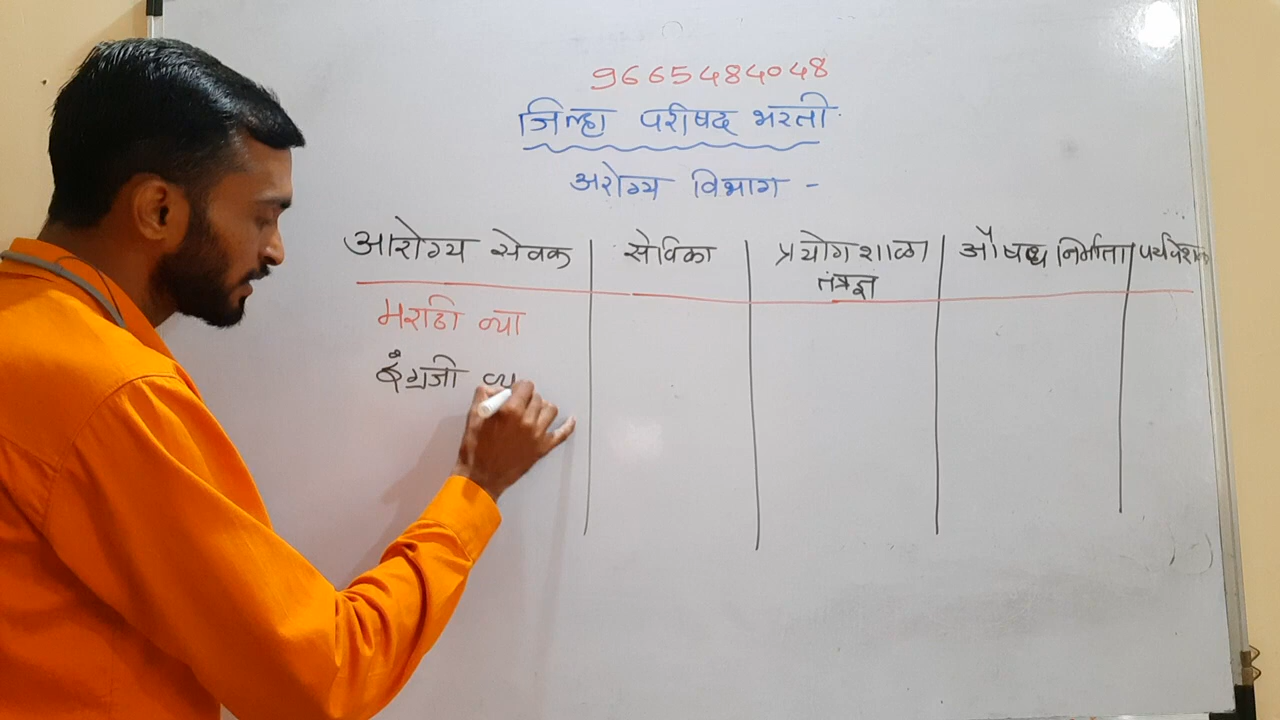 9665484048
जिल्हा परीषद भरती
अरोग्य विभाग -
आरोग्य सेवक सेविका प्रयोगशाळा तंत्रज्ञ औषध निर्माता
मराठी व्या
इंग्रजी व्या